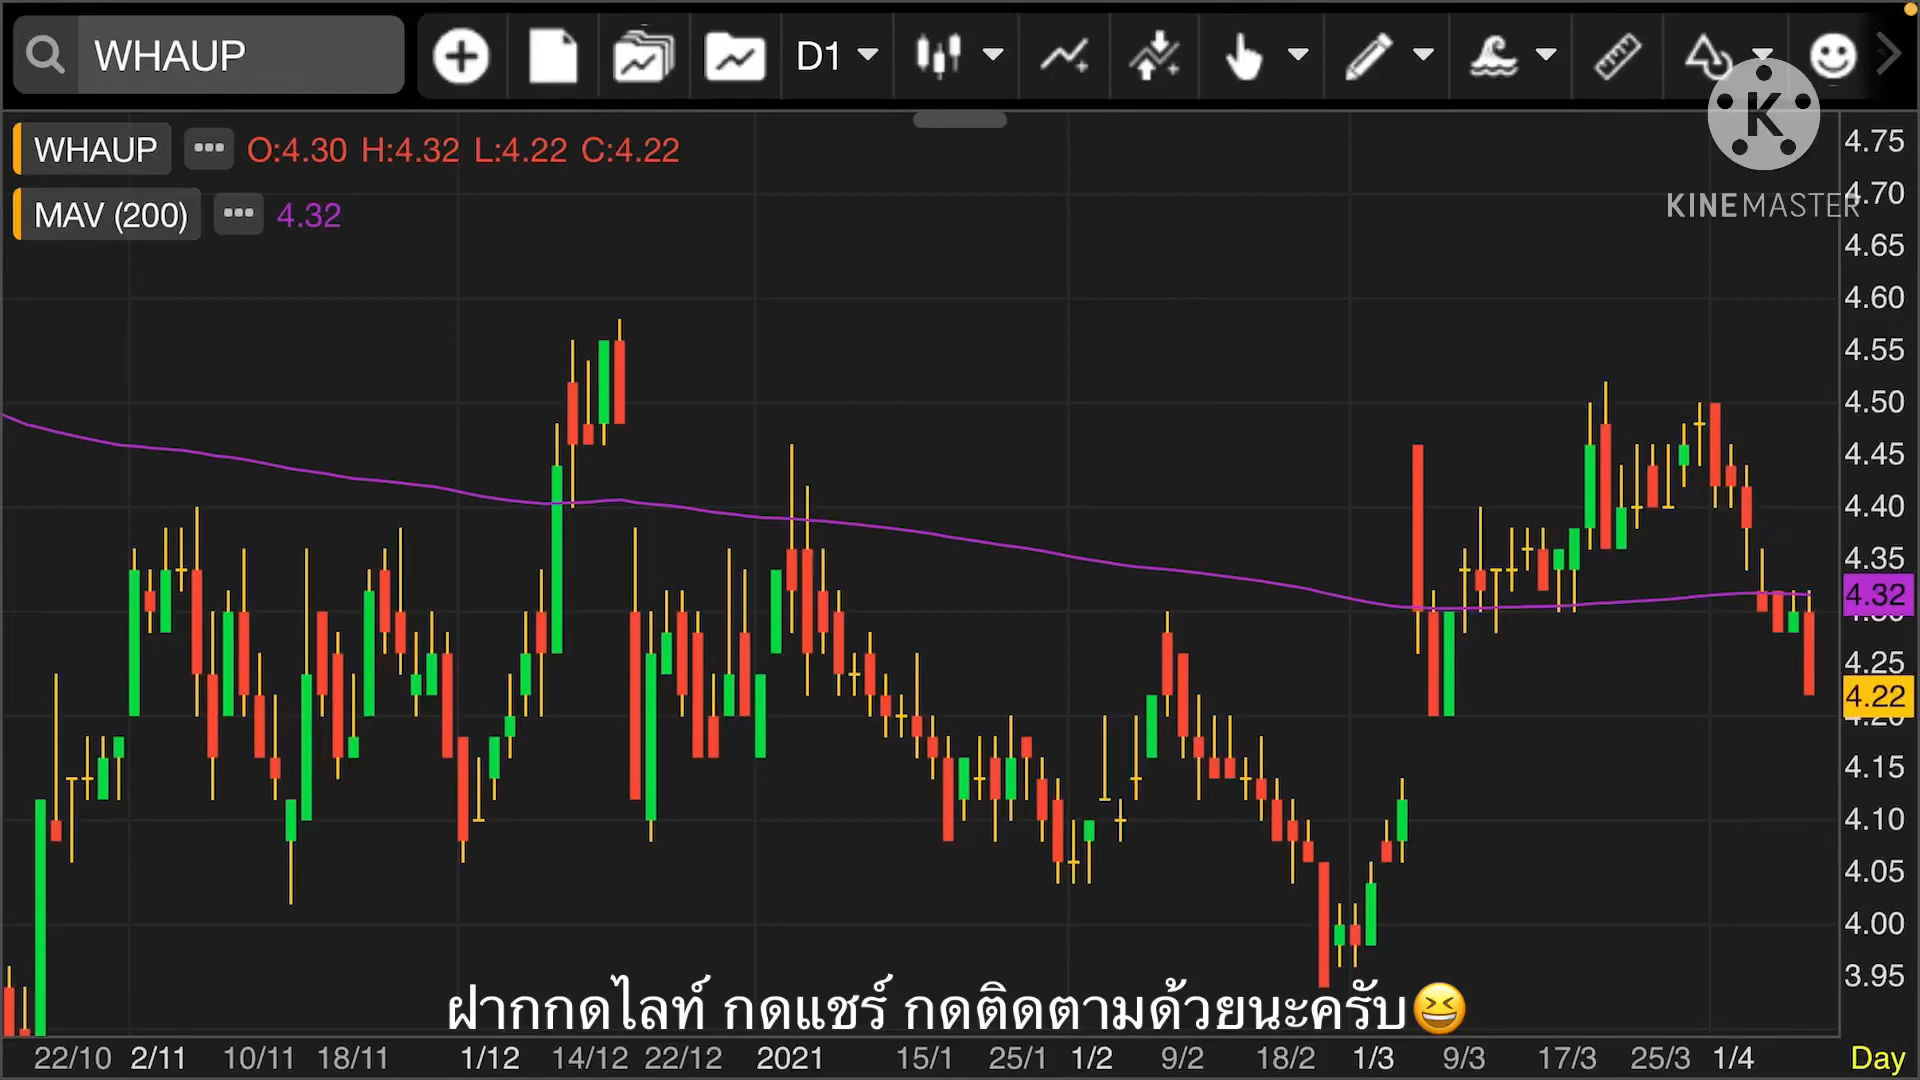 WHAUP
D1
WHAUP ••• O:4.30 H:4.32 L:4.22 C:4.22
MAV (200) ••• 4.32
K
KINEMASTER
4.75
4.70
4.65
4.60
4.55
4.50
4.45
4.40
4.35
4.32
4.30
4.25
4.22
4.20
4.15
4.10
4.05
4.00
3.95
ฝากกดไลท์ กดแชร์ กดติดตามด้วยนะครับ😆
22/10 2/11 10/11 18/11 1/12 14/12 22/12 2021 15/1 25/1 1/2 9/2 18/2 1/3 9/3 17/3 25/3 1/4 Day